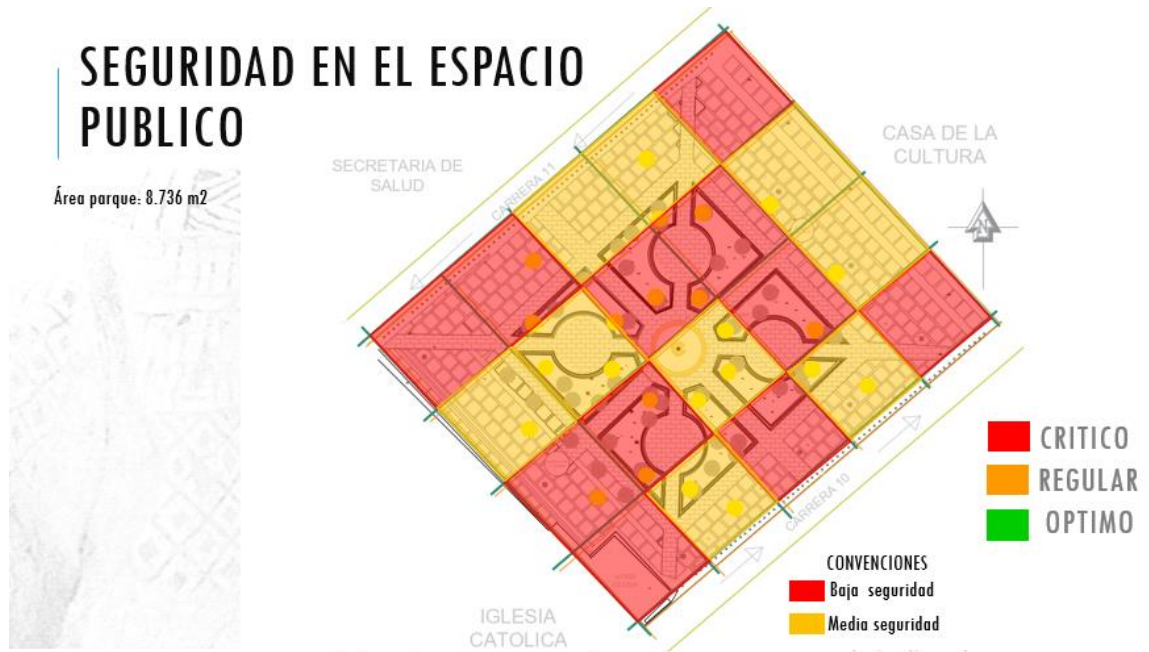 SEGURIDAD EN EL ESPACIO
PUBLICO
Área parque: 8.736 m2
SECRETARIA DE
SALUD
CARRERA 11
CASA DE LA
CULTURA
N
CARRERA 10
IGLESIA
CATOLICA
CRITICO
REGULAR
OPTIMO
CONVENCIONES
Baja seguridad
Media seguridad